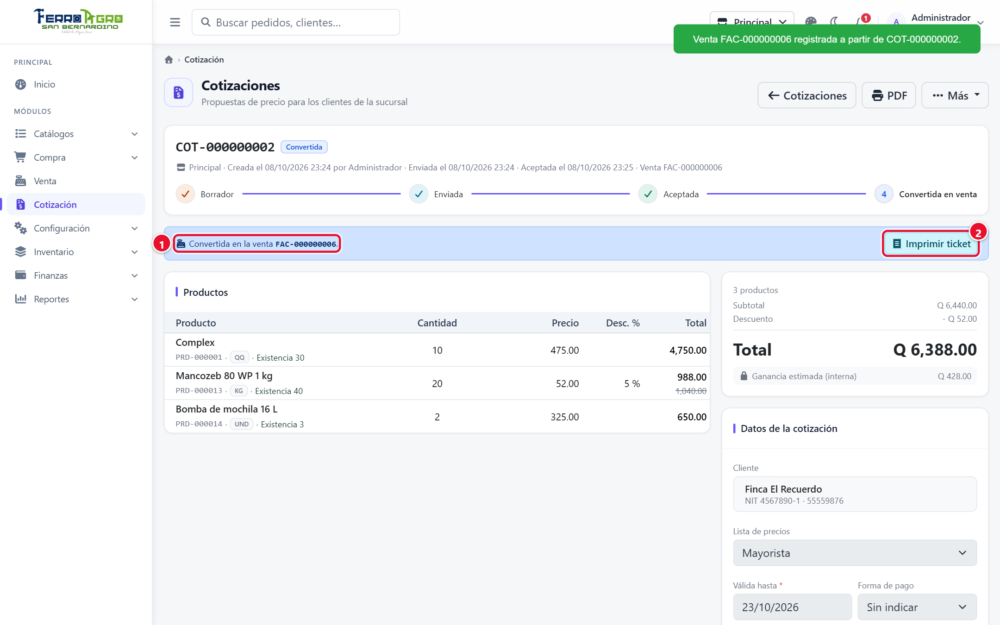 FERRO AGRO
SAN BERNARDINO
Buscar pedidos, clientes...
Principal
1
A
Administrador
Venta FAC-000000006 registrada a partir de COT-000000002.
PRINCIPAL
Inicio
MÓDULOS
Catálogos
Compra
Venta
Cotización
Configuración
Inventario
Finanzas
Reportes
› Cotización
Cotizaciones
Propuestas de precio para los clientes de la sucursal
Cotizaciones
PDF
Más
COT-000000002 Convertida
Principal · Creada el 08/10/2026 23:24 por Administrador · Enviada el 08/10/2026 23:24 · Aceptada el 08/10/2026 23:25 · Venta FAC-000000006
Borrador
Enviada
Aceptada
4 Convertida en venta
1 Convertida en la venta FAC-000000006.
2
Imprimir ticket
Productos
Producto Cantidad Precio Desc. % Total
Complex
PRD-000001 · QQ · Existencia 30
10 475.00 4,750.00
Mancozeb 80 WP 1 kg
PRD-000013 · KG · Existencia 40
20 52.00 5 % 988.00
1,040.00
Bomba de mochila 16 L
PRD-000014 · UND · Existencia 3
2 325.00 650.00
3 productos
Subtotal Q 6,440.00
Descuento - Q 52.00
Total Q 6,388.00
Ganancia estimada (interna) Q 428.00
Datos de la cotización
Cliente
Finca El Recuerdo
NIT 4567890-1 · 55559876
Lista de precios
Mayorista
Válida hasta *
23/10/2026
Forma de pago
Sin indicar